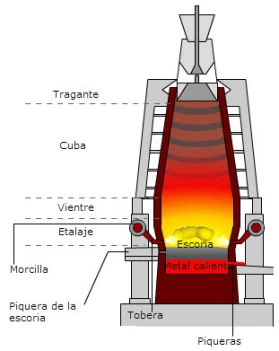 Tragante
Cuba
Vientre
Etalaje
Escoria
Morcilla
Metal caliente
Piquera de la
escoria
Tobera
Piqueras